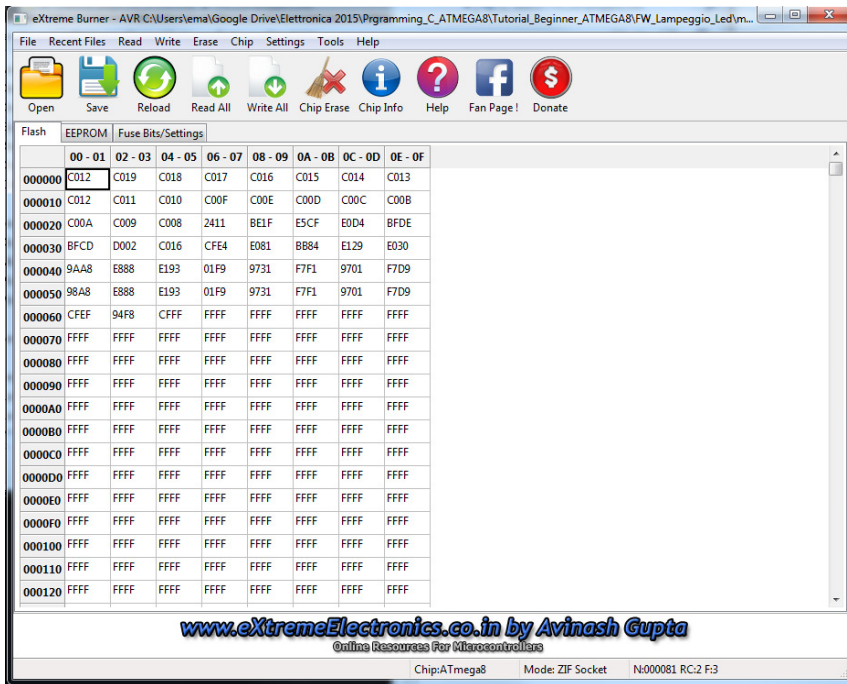 eXtreme Burner - AVR C:\Users\ema\Google Drive\Elettronica 2015\Prgramming_C_ATMEGA8\Tutorial_Beginner_ATMEGA8\FW_Lampeggio_Led\m...
File Recent Files Read Write Erase Chip Settings Tools Help
Open Save Reload Read All Write All Chip Erase Chip Info Help Fan Page ! Donate
Flash EEPROM Fuse Bits/Settings
00 - 01 02 - 03 04 - 05 06 - 07 08 - 09 0A - 0B 0C - 0D 0E - 0F
000000 C012 C019 C018 C017 C016 C015 C014 C013
000010 C012 C011 C010 C00F C00E C00D C00C C00B
000020 C00A C009 C008 2411 BE1F E5CF E0D4 BFDE
000030 BFCD D002 C016 CFE4 E081 BB84 E129 E030
000040 9AA8 E888 E193 01F9 9731 F7F1 9701 F7D9
000050 98A8 E888 E193 01F9 9731 F7F1 9701 F7D9
000060 CFEF 94F8 CFFF FFFF FFFF FFFF FFFF FFFF
000070 FFFF FFFF FFFF FFFF FFFF FFFF FFFF FFFF
000080 FFFF FFFF FFFF FFFF FFFF FFFF FFFF FFFF
000090 FFFF FFFF FFFF FFFF FFFF FFFF FFFF FFFF
0000A0 FFFF FFFF FFFF FFFF FFFF FFFF FFFF FFFF
0000B0 FFFF FFFF FFFF FFFF FFFF FFFF FFFF FFFF
0000C0 FFFF FFFF FFFF FFFF FFFF FFFF FFFF FFFF
0000D0 FFFF FFFF FFFF FFFF FFFF FFFF FFFF FFFF
0000E0 FFFF FFFF FFFF FFFF FFFF FFFF FFFF FFFF
0000F0 FFFF FFFF FFFF FFFF FFFF FFFF FFFF FFFF
000100 FFFF FFFF FFFF FFFF FFFF FFFF FFFF FFFF
000110 FFFF FFFF FFFF FFFF FFFF FFFF FFFF FFFF
000120 FFFF FFFF FFFF FFFF FFFF FFFF FFFF FFFF
www.eXtremeElectronics.co.in by Avinash Gupta
Online Resources For Microcontrollers
Chip:ATmega8 Mode: ZIF Socket N:000081 RC:2 F:3